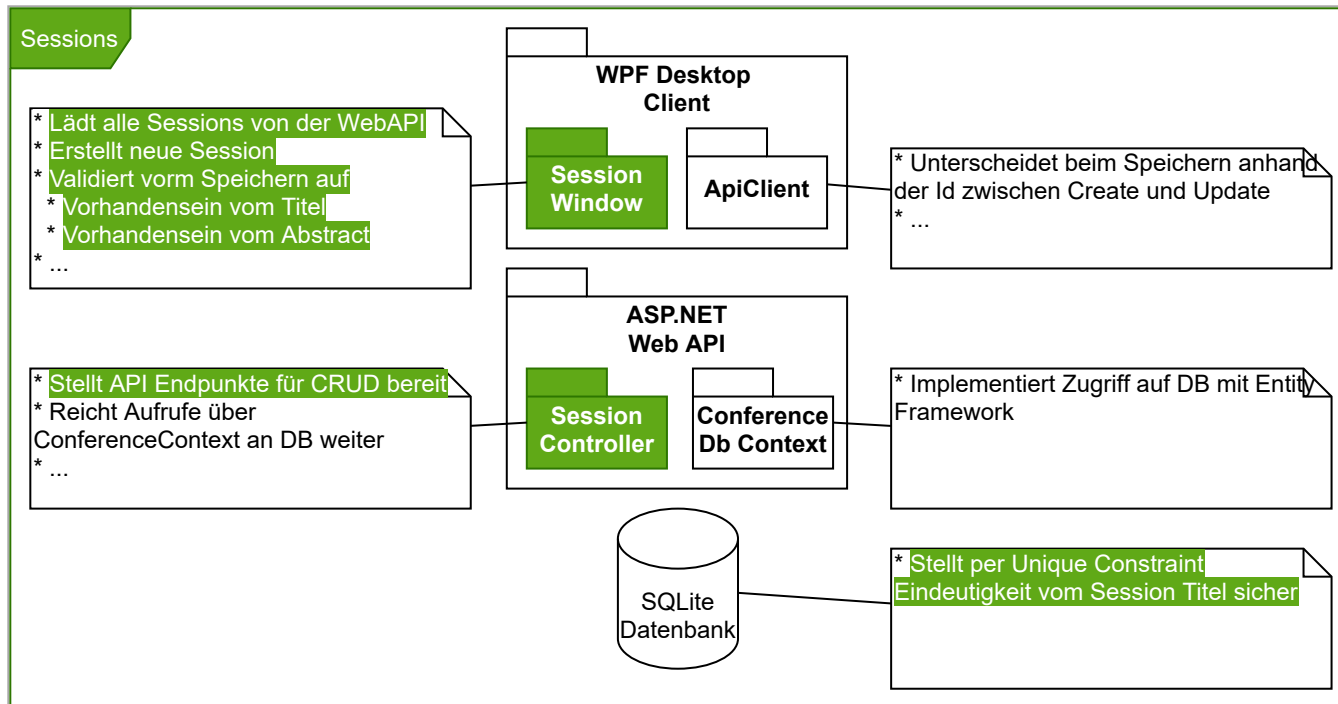 Sessions
WPF Desktop
Client
* Lädt alle Sessions von der WebAPI
* Erstellt neue Session
* Validiert vorm Speichern auf
* Vorhandensein vom Titel
* Vorhandensein vom Abstract
* ...
Session
Window
ApiClient
* Unterscheidet beim Speichern anhand
der Id zwischen Create und Update
* ...
ASP.NET
Web API
* Stellt API Endpunkte für CRUD bereit
* Reicht Aufrufe über
ConferenceContext an DB weiter
* ...
Session
Controller
Conference
Db Context
* Implementiert Zugriff auf DB mit Entity
Framework
SQLite
Datenbank
* Stellt per Unique Constraint
Eindeutigkeit vom Session Titel sicher